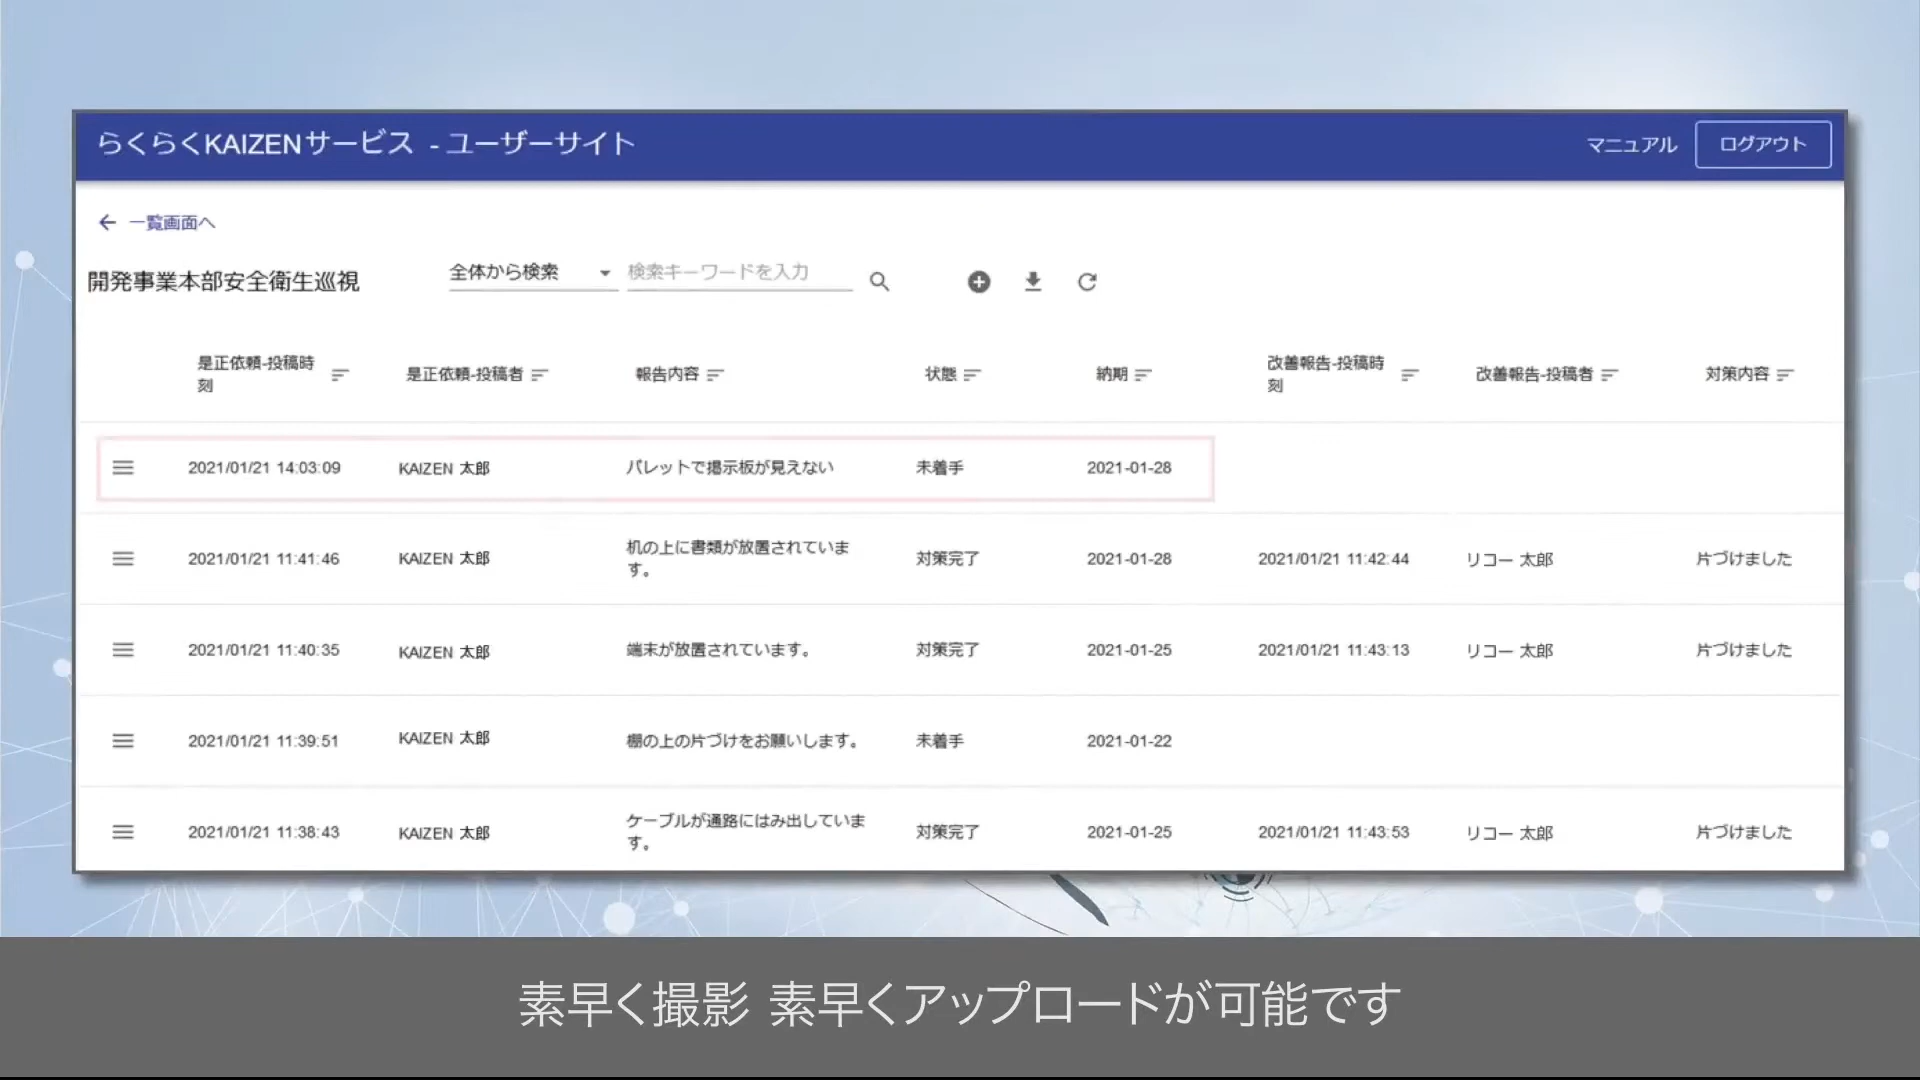 らくらくKAIZENサービス - ユーザーサイト
マニュアル
ログアウト
← 一覧画面へ
開発事業本部安全衛生巡視
全体から検索
検索キーワードを入力
是正依頼-投稿時
刻
是正依頼-投稿者
報告内容
状態
納期
改善報告-投稿時
刻
改善報告-投稿者
対策内容
2021/01/21 14:03:09 KAIZEN 太郎 パレットで掲示板が見えない 未着手 2021-01-28
2021/01/21 11:41:46 KAIZEN 太郎 机の上に書類が放置されていま
す。
対策完了 2021-01-28 2021/01/21 11:42:44 リコー 太郎 片づけました
2021/01/21 11:40:35 KAIZEN 太郎 端末が放置されています。 対策完了 2021-01-25 2021/01/21 11:43:13 リコー 太郎 片づけました
2021/01/21 11:39:51 KAIZEN 太郎 棚の上の片づけをお願いします。 未着手 2021-01-22
2021/01/21 11:38:43 KAIZEN 太郎 ケーブルが通路にはみ出していま
す。
対策完了 2021-01-25 2021/01/21 11:43:53 リコー 太郎 片づけました
素早く撮影 素早くアップロードが可能です